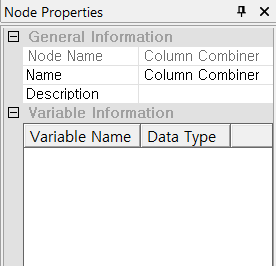 Node Properties
General Information
Node Name Column Combiner
Name Column Combiner
Description
Variable Information
Variable Name Data Type